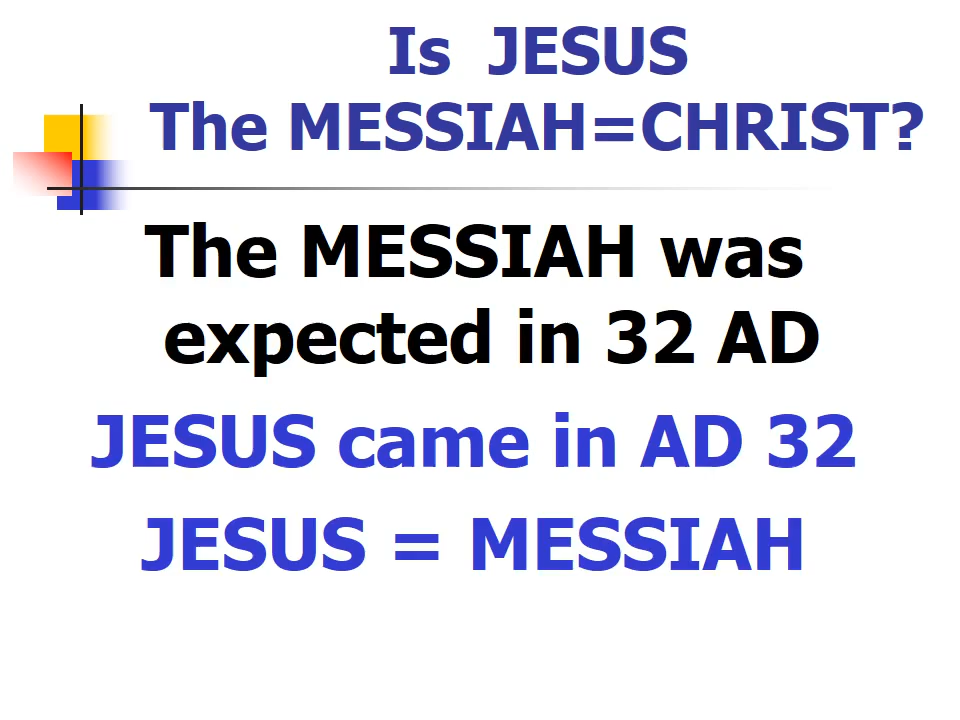 Is JESUS
The MESSIAH=CHRIST?
The MESSIAH was
expected in 32 AD
JESUS came in AD 32
JESUS = MESSIAH